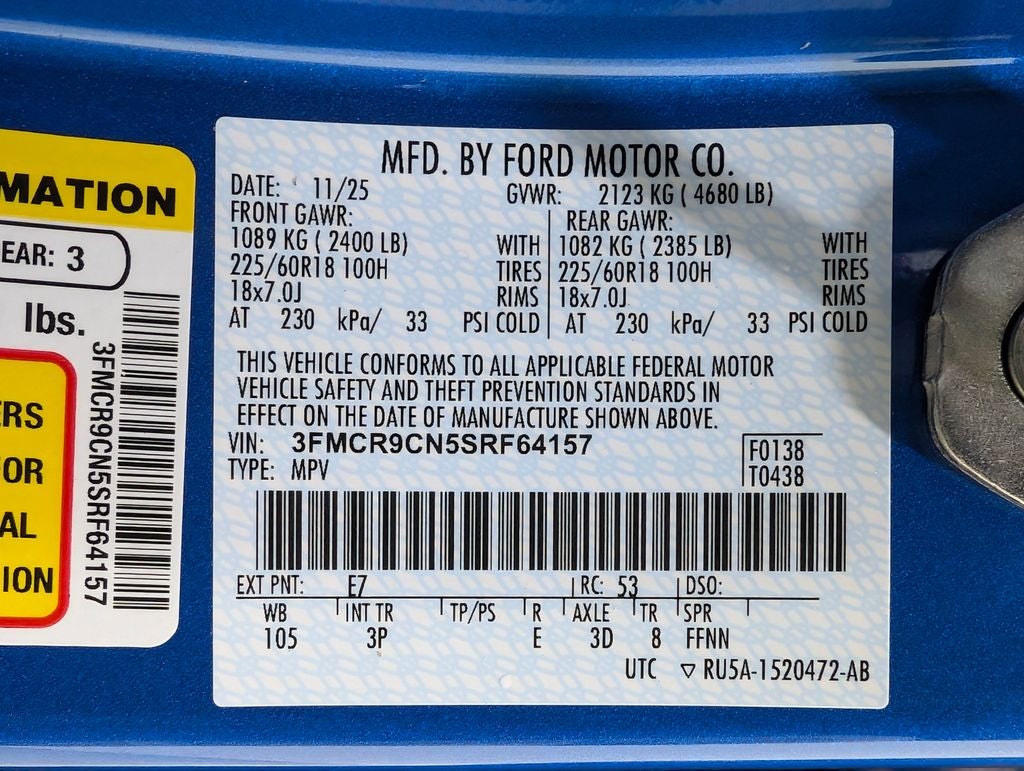 MATION
EAR: 3
lbs.
3FMCR9CN5SRF64157
ERS
OR
AL
ION
MFD. BY FORD MOTOR CO.
DATE: 11/25 GVWR: 2123 KG ( 4680 LB)
FRONT GAWR: REAR GAWR:
1089 KG ( 2400 LB) WITH 1082 KG ( 2385 LB) WITH
225/60R18 100H TIRES 225/60R18 100H TIRES
18x7.0J RIMS 18x7.0J RIMS
AT 230 kPa/ 33 PSI COLD AT 230 kPa/ 33 PSI COLD
THIS VEHICLE CONFORMS TO ALL APPLICABLE FEDERAL MOTOR
VEHICLE SAFETY AND THEFT PREVENTION STANDARDS IN
EFFECT ON THE DATE OF MANUFACTURE SHOWN ABOVE.
VIN: 3FMCR9CN5SRF64157 F0138
TYPE: MPV T0438
EXT PNT: E7 RC: 53 DSO:
WB INT TR TP/PS R AXLE TR SPR
105 3P E 3D 8 FFNN
UTC ▽ RU5A-1520472-AB